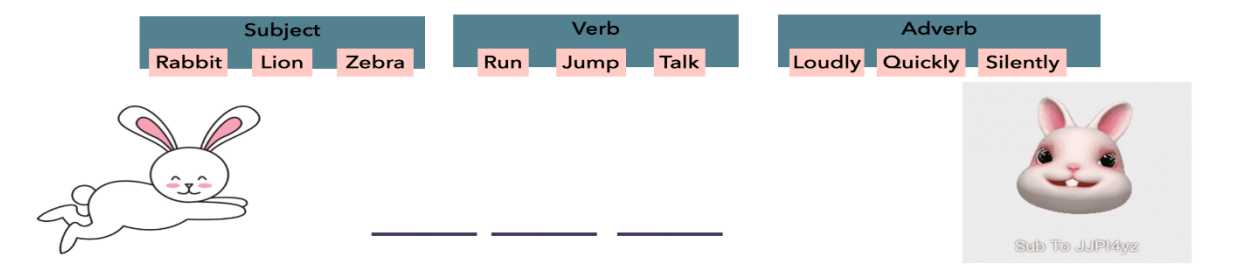 Subject
Rabbit Lion Zebra
Verb
Run Jump Talk
Adverb
Loudly Quickly Silently
Sub To JJPl4yz